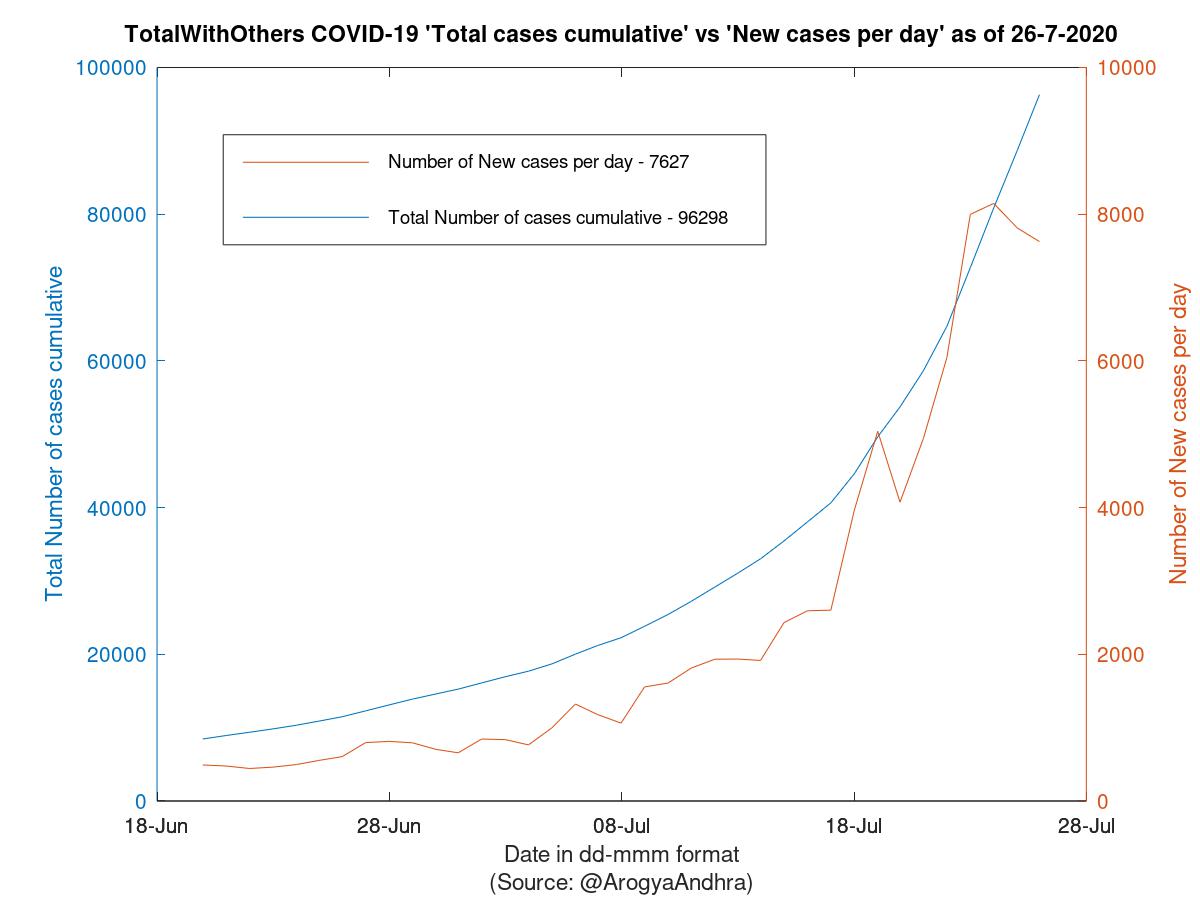 TotalWithOthers COVID-19 'Total cases cumulative' vs 'New cases per day' as of 26-7-2020
100000
80000
60000
40000
20000
0
Total Number of cases cumulative
Number of New cases per day - 7627
Total Number of cases cumulative - 96298
10000
8000
6000
4000
2000
0
Number of New cases per day
18-Jun 28-Jun 08-Jul 18-Jul 28-Jul
Date in dd-mmm format
(Source: @ArogyaAndhra)